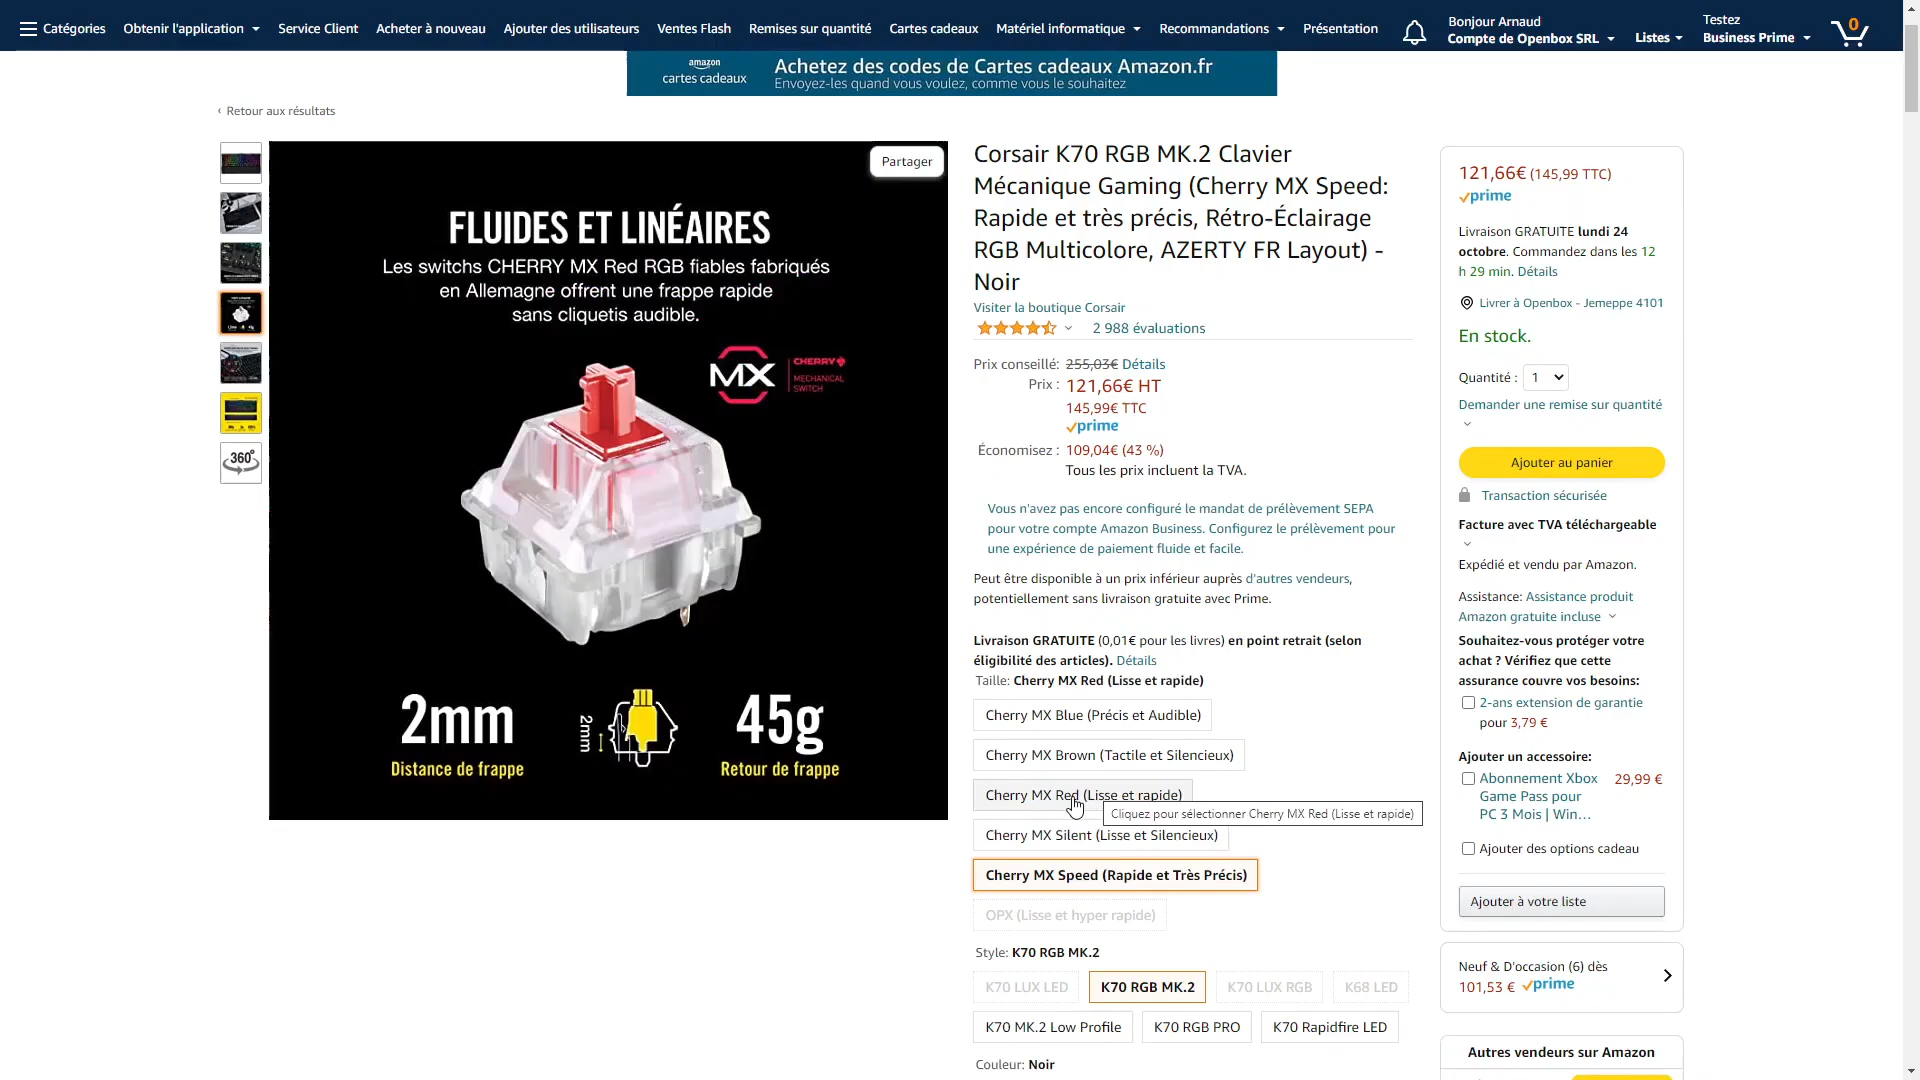 Catégories
Obtenir l'application
Service Client
Acheter à nouveau
Ajouter des utilisateurs
Ventes Flash
Remises sur quantité
Cartes cadeaux
Matériel informatique
Recommendations
Présentation
Bonjour Arnaud
Compte de Openbox SRL
Listes
Testez
Business Prime
0
amazon
cartes cadeaux
Achetez des codes de Cartes cadeaux Amazon.fr
Envoyez-les quand vous voulez, comme vous le souhaitez
‹ Retour aux résultats
360°
Partager
FLUIDES ET LINÉAIRES
Les switchs CHERRY MX Red RGB fiables fabriqués
en Allemagne offrent une frappe rapide
sans cliquetis audible.
MX
CHERRY
MECHANICAL
SWITCH
2mm
Distance de frappe
2mm
45g
Retour de frappe
Corsair K70 RGB MK.2 Clavier
Mécanique Gaming (Cherry MX Speed:
Rapide et très précis, Rétro-Éclairage
RGB Multicolore, AZERTY FR Layout) -
Noir
Visiter la boutique Corsair
2 988 évaluations
Prix conseillé: 255,03€ Détails
Prix : 121,66€ HT
145,99€ TTC
prime
Économisez : 109,04€ (43 %)
Tous les prix incluent la TVA.
Vous n'avez pas encore configuré le mandat de prélèvement SEPA
pour votre compte Amazon Business. Configurez le prélèvement pour
une expérience de paiement fluide et facile.
Peut être disponible à un prix inférieur auprès d'autres vendeurs,
potentiellement sans livraison gratuite avec Prime.
Livraison GRATUITE (0,01€ pour les livres) en point retrait (selon
éligibilité des articles). Détails
Taille: Cherry MX Red (Lisse et rapide)
Cherry MX Blue (Précis et Audible)
Cherry MX Brown (Tactile et Silencieux)
Cherry MX Red (Lisse et rapide)
Cliquez pour sélectionner Cherry MX Red (Lisse et rapide)
Cherry MX Silent (Lisse et Silencieux)
Cherry MX Speed (Rapide et Très Précis)
OPX (Lisse et hyper rapide)
Style: K70 RGB MK.2
K70 LUX LED
K70 RGB MK.2
K70 LUX RGB
K68 LED
K70 MK.2 Low Profile
K70 RGB PRO
K70 Rapidfire LED
Couleur: Noir
121,66€ (145,99 TTC)
prime
Livraison GRATUITE lundi 24
octobre. Commandez dans les 12
h 29 min. Détails
Livrer à Openbox - Jemeppe 4101
En stock.
Quantité : 1
Demander une remise sur quantité
Ajouter au panier
Transaction sécurisée
Facture avec TVA téléchargeable
Expédié et vendu par Amazon.
Assistance: Assistance produit
Amazon gratuite incluse
Souhaitez-vous protéger votre
achat ? Vérifiez que cette
assurance couvre vos besoins:
2-ans extension de garantie
pour 3,79 €
Ajouter un accessoire:
Abonnement Xbox 29,99 €
Game Pass pour
PC 3 Mois | Win…
Ajouter des options cadeau
Ajouter à votre liste
Neuf & D'occasion (6) dès
101,53 € prime
Autres vendeurs sur Amazon